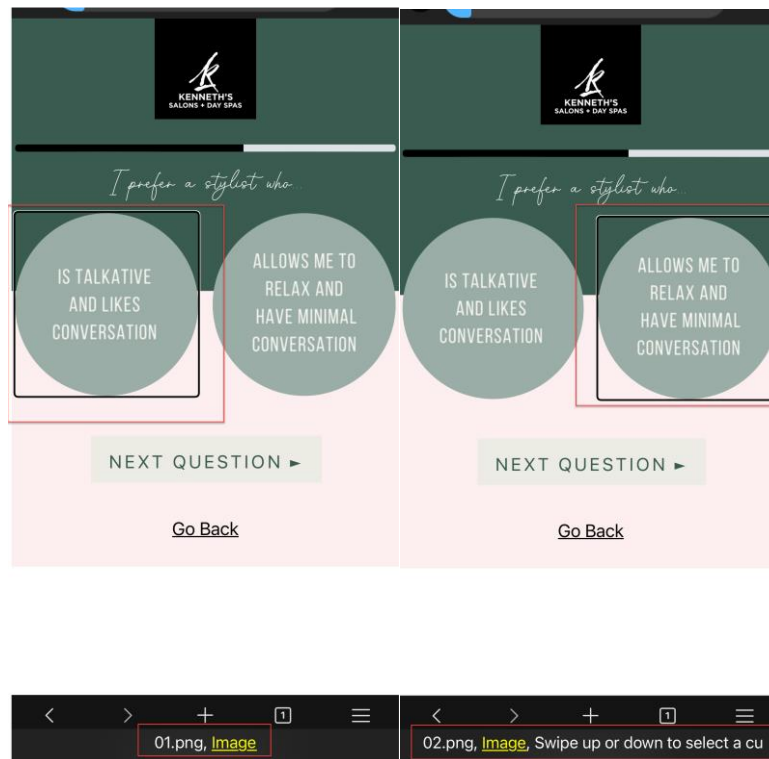 k
KENNETH'S
SALONS + DAY SPAS
I prefer a stylist who...
IS TALKATIVE
AND LIKES
CONVERSATION
ALLOWS ME TO
RELAX AND
HAVE MINIMAL
CONVERSATION
NEXT QUESTION ►
Go Back
1
01.png, Image
k
KENNETH'S
SALONS + DAY SPAS
I prefer a stylist who...
IS TALKATIVE
AND LIKES
CONVERSATION
ALLOWS ME TO
RELAX AND
HAVE MINIMAL
CONVERSATION
NEXT QUESTION ►
Go Back
1
02.png, Image, Swipe up or down to select a cu